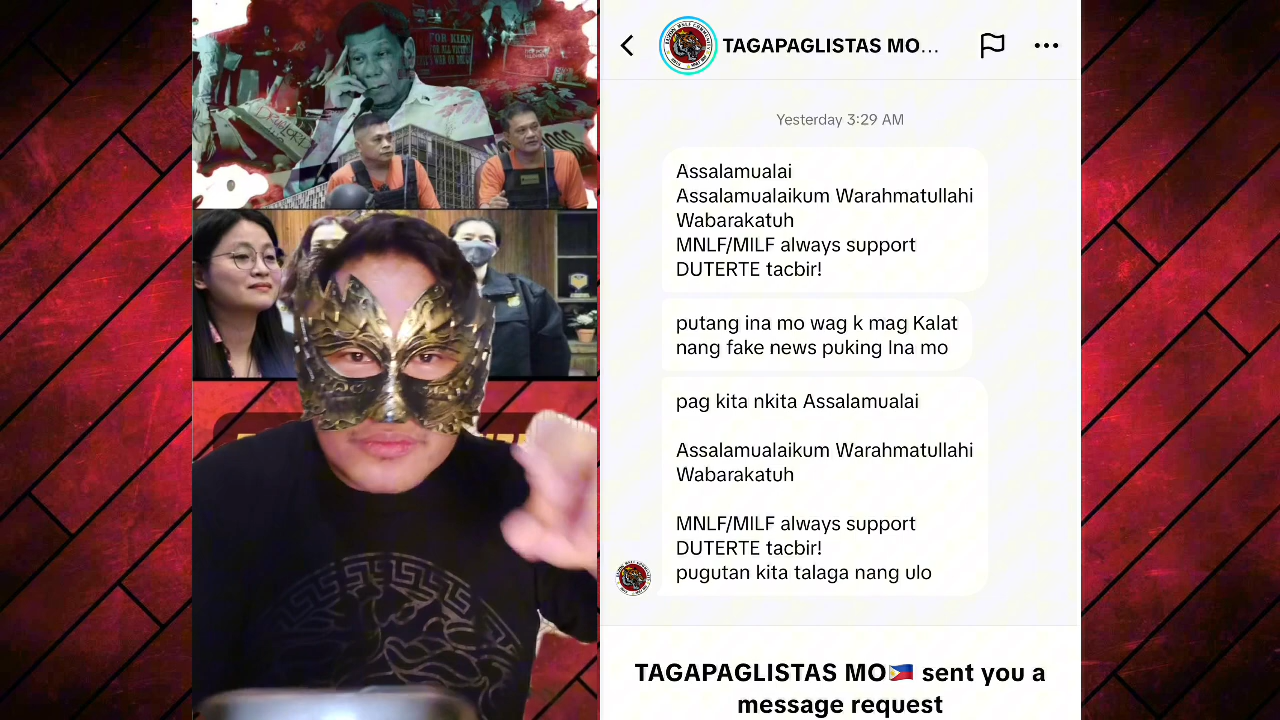 FOR KIAN
TAGAPAGLISTAS MO...
Yesterday 3:29 AM
Assalamualai
Assalamualaikum Warahmatullahi
Wabarakatuh
MNLF/MILF always support
DUTERTE tacbir!
putang ina mo wag k mag Kalat
nang fake news puking Ina mo
pag kita nkita Assalamualai
Assalamualaikum Warahmatullahi
Wabarakatuh
MNLF/MILF always support
DUTERTE tacbir!
pugutan kita talaga nang ulo
TAGAPAGLISTAS MO🇵🇭 sent you a
message request